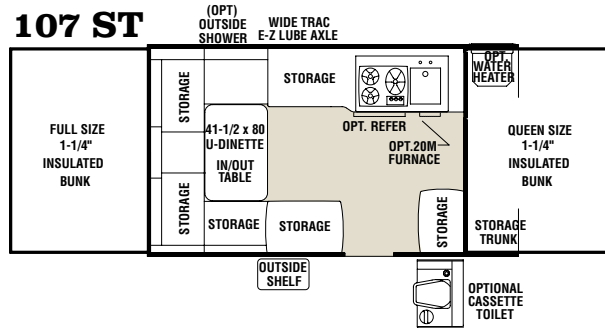 107 ST
(OPT)
OUTSIDE
SHOWER
WIDE TRAC
E-Z LUBE AXLE
OPT.
WATER
HEATER
STORAGE
STORAGE
FULL SIZE
1-1/4"
INSULATED
BUNK
41-1/2 x 80
U-DINETTE
IN/OUT
TABLE
OPT. REFER
OPT.20M
FURNACE
QUEEN SIZE
1-1/4"
INSULATED
BUNK
STORAGE
STORAGE
STORAGE
STORAGE
STORAGE
TRUNK
OUTSIDE
SHELF
OPTIONAL
CASSETTE
TOILET